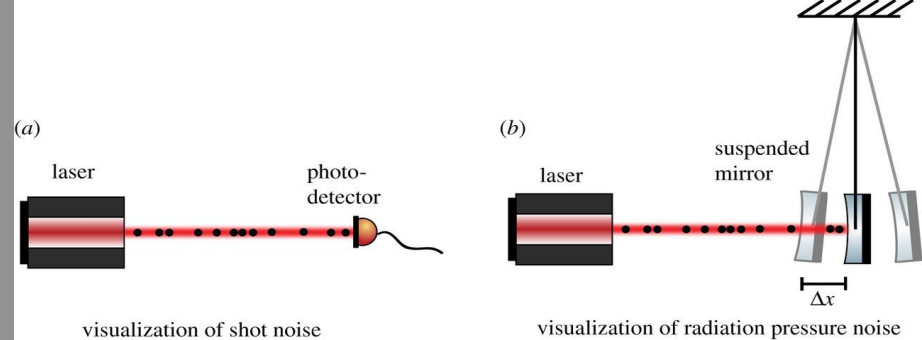 (a)
laser
photo-
detector
visualization of shot noise
(b)
laser
suspended
mirror
Δx
visualization of radiation pressure noise